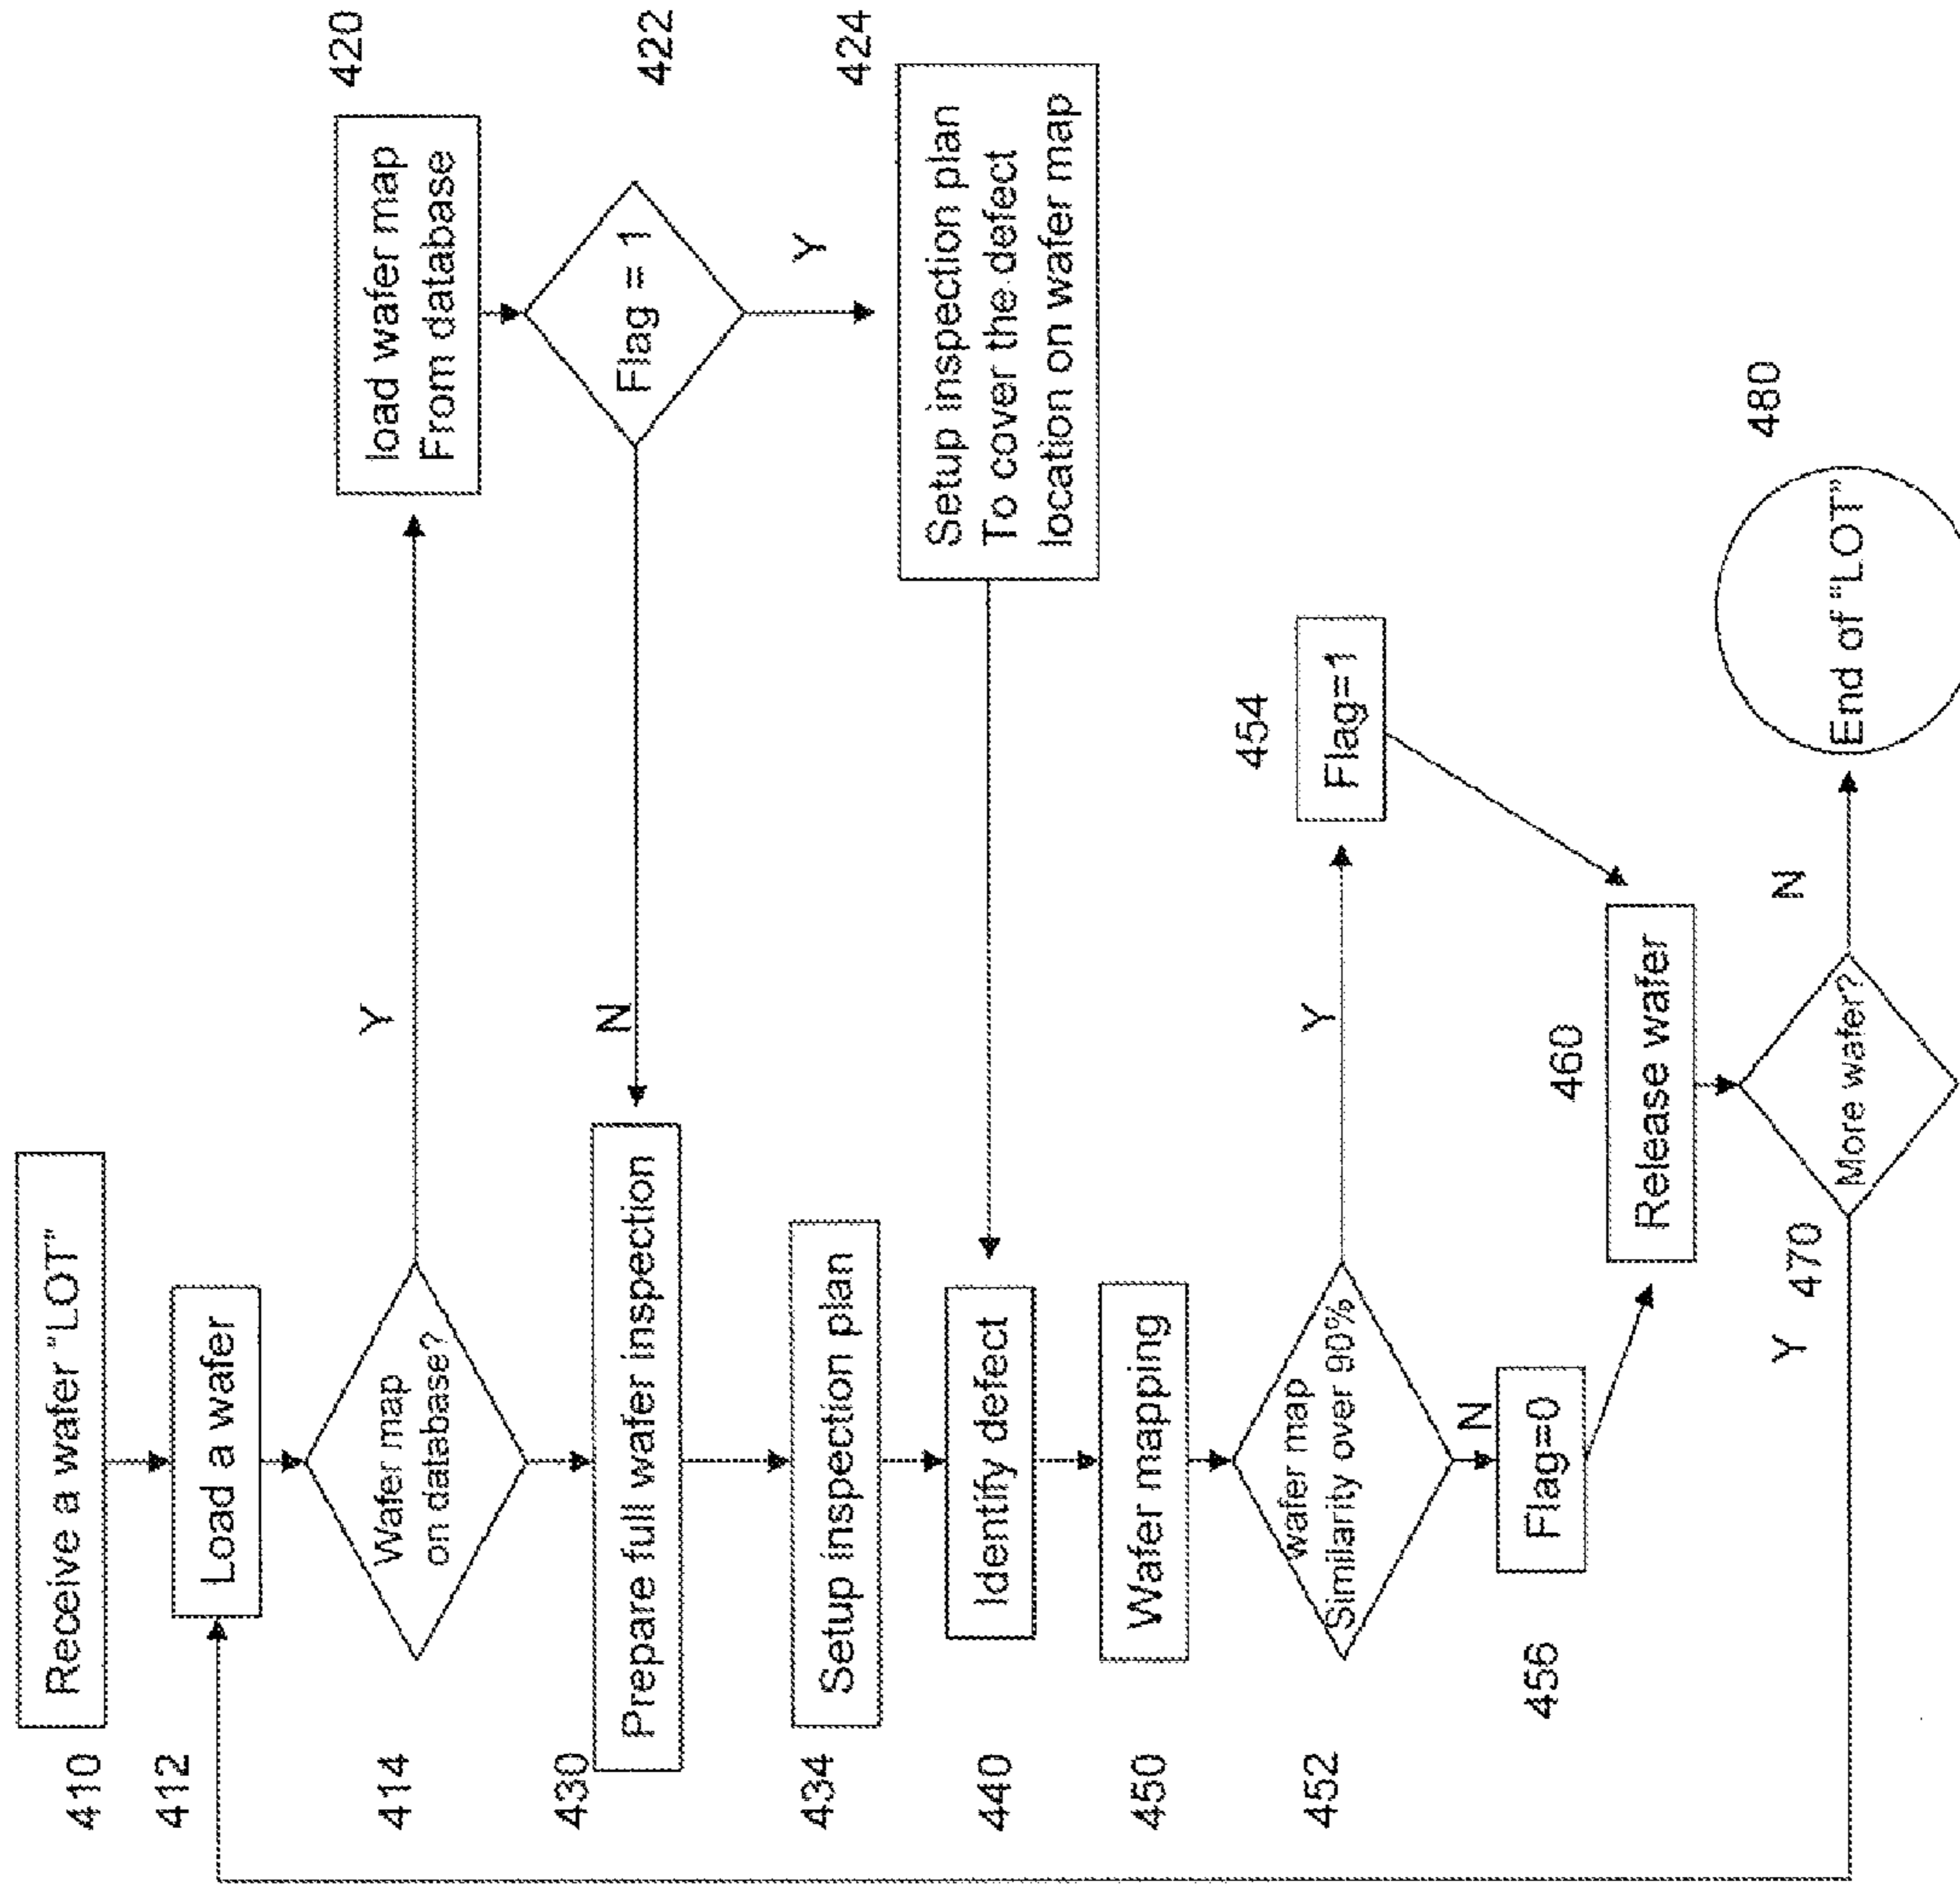 410
Receive a wafer "LOT"
412
Load a wafer
414
Wafer map
on database?
Y
420
load wafer map
From database
422
Flag = 1
N
Y
424
Setup inspection plan
To cover the defect
location on wafer map
430
Prepare full wafer inspection
434
Setup inspection plan
440
Identify defect
450
Wafer mapping
452
wafer map
Similarity over 90%
Y
454
Flag=1
N
456
Flag=0
460
Release wafer
470
More wafer?
Y
N
480
End of "LOT"